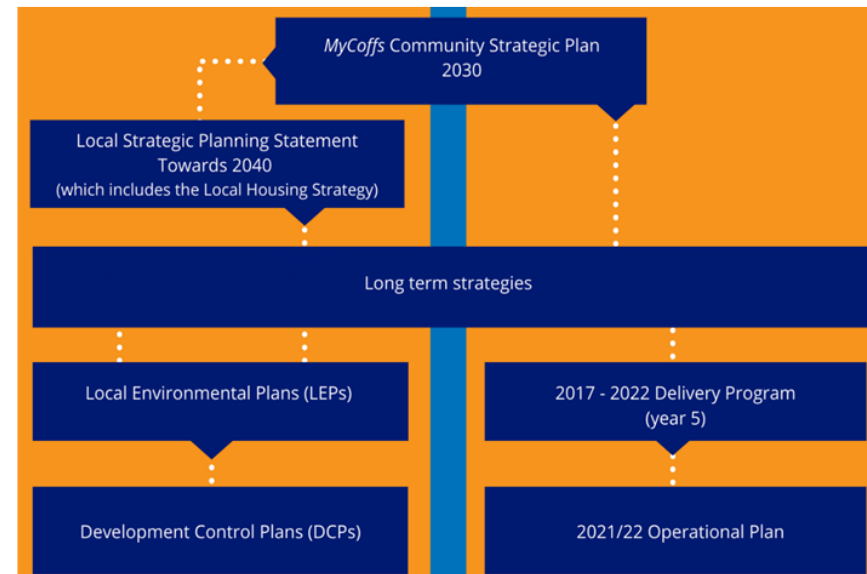 MyCoffs Community Strategic Plan
2030
Local Strategic Planning Statement
Towards 2040
(which includes the Local Housing Strategy)
Long term strategies
Local Environmental Plans (LEPs)
2017 - 2022 Delivery Program
(year 5)
Development Control Plans (DCPs)
2021/22 Operational Plan